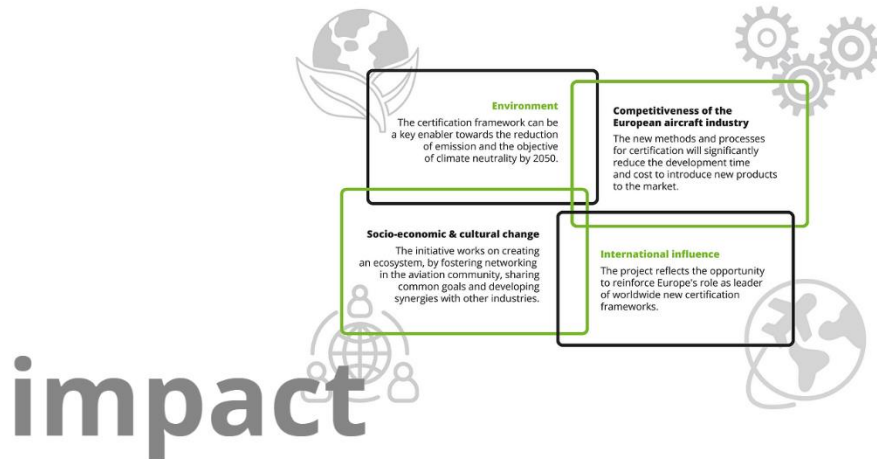 Environment
The certification framework can be
a key enabler towards the reduction
of emission and the objective
of climate neutrality by 2050.
Competitiveness of the
European aircraft industry
The new methods and processes
for certification will significantly
reduce the development time
and cost to introduce new products
to the market.
Socio-economic & cultural change
The initiative works on creating
an ecosystem, by fostering networking
in the aviation community, sharing
common goals and developing
synergies with other industries.
International influence
The project reflects the opportunity
to reinforce Europe's role as leader
of worldwide new certification
frameworks.
impact